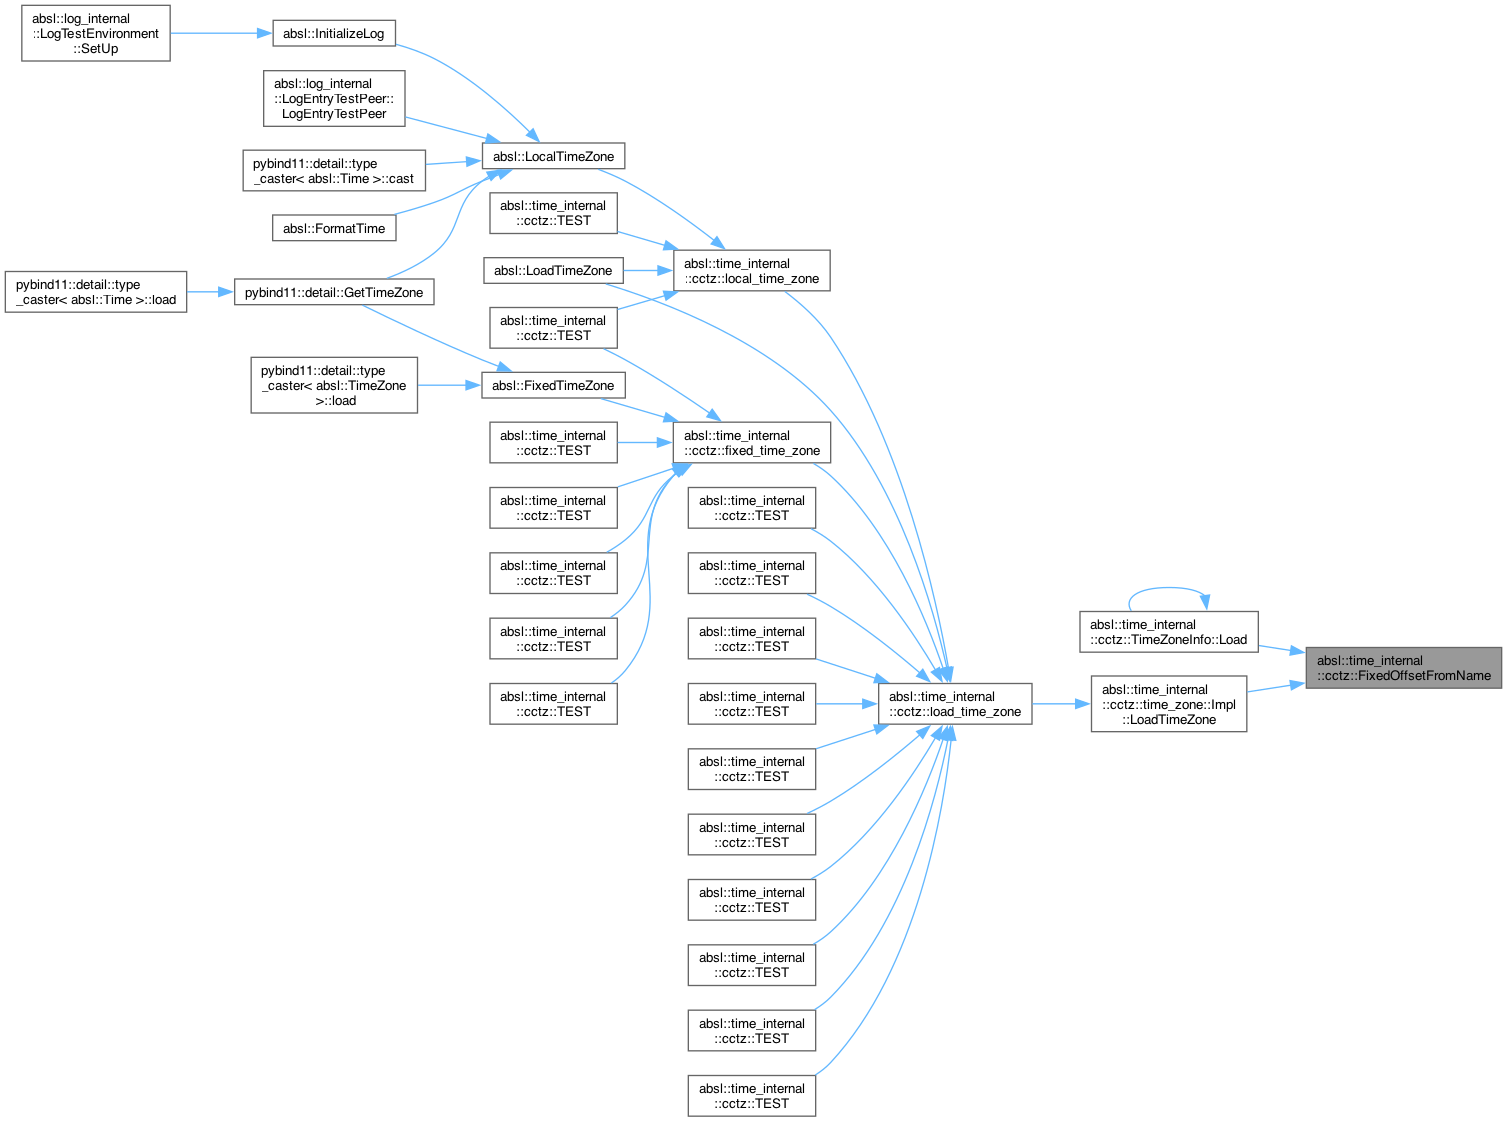 absl::log_internal
::LogTestEnvironment
::SetUp
absl::InitializeLog
absl::log_internal
::LogEntryTestPeer::
LogEntryTestPeer
pybind11::detail::type
_caster< absl::Time >::cast
absl::FormatTime
pybind11::detail::type
_caster< absl::Time >::load
pybind11::detail::GetTimeZone
pybind11::detail::type
_caster< absl::TimeZone
>::load
absl::LocalTimeZone
absl::time_internal
::cctz::TEST
absl::LoadTimeZone
absl::time_internal
::cctz::TEST
absl::FixedTimeZone
absl::time_internal
::cctz::TEST
absl::time_internal
::cctz::TEST
absl::time_internal
::cctz::TEST
absl::time_internal
::cctz::TEST
absl::time_internal
::cctz::TEST
absl::time_internal
::cctz::local_time_zone
absl::time_internal
::cctz::fixed_time_zone
absl::time_internal
::cctz::TEST
absl::time_internal
::cctz::TEST
absl::time_internal
::cctz::TEST
absl::time_internal
::cctz::TEST
absl::time_internal
::cctz::TEST
absl::time_internal
::cctz::TEST
absl::time_internal
::cctz::TEST
absl::time_internal
::cctz::TEST
absl::time_internal
::cctz::TEST
absl::time_internal
::cctz::TEST
absl::time_internal
::cctz::load_time_zone
absl::time_internal
::cctz::TimeZoneInfo::Load
absl::time_internal
::cctz::time_zone::Impl
::LoadTimeZone
absl::time_internal
::cctz::FixedOffsetFromName